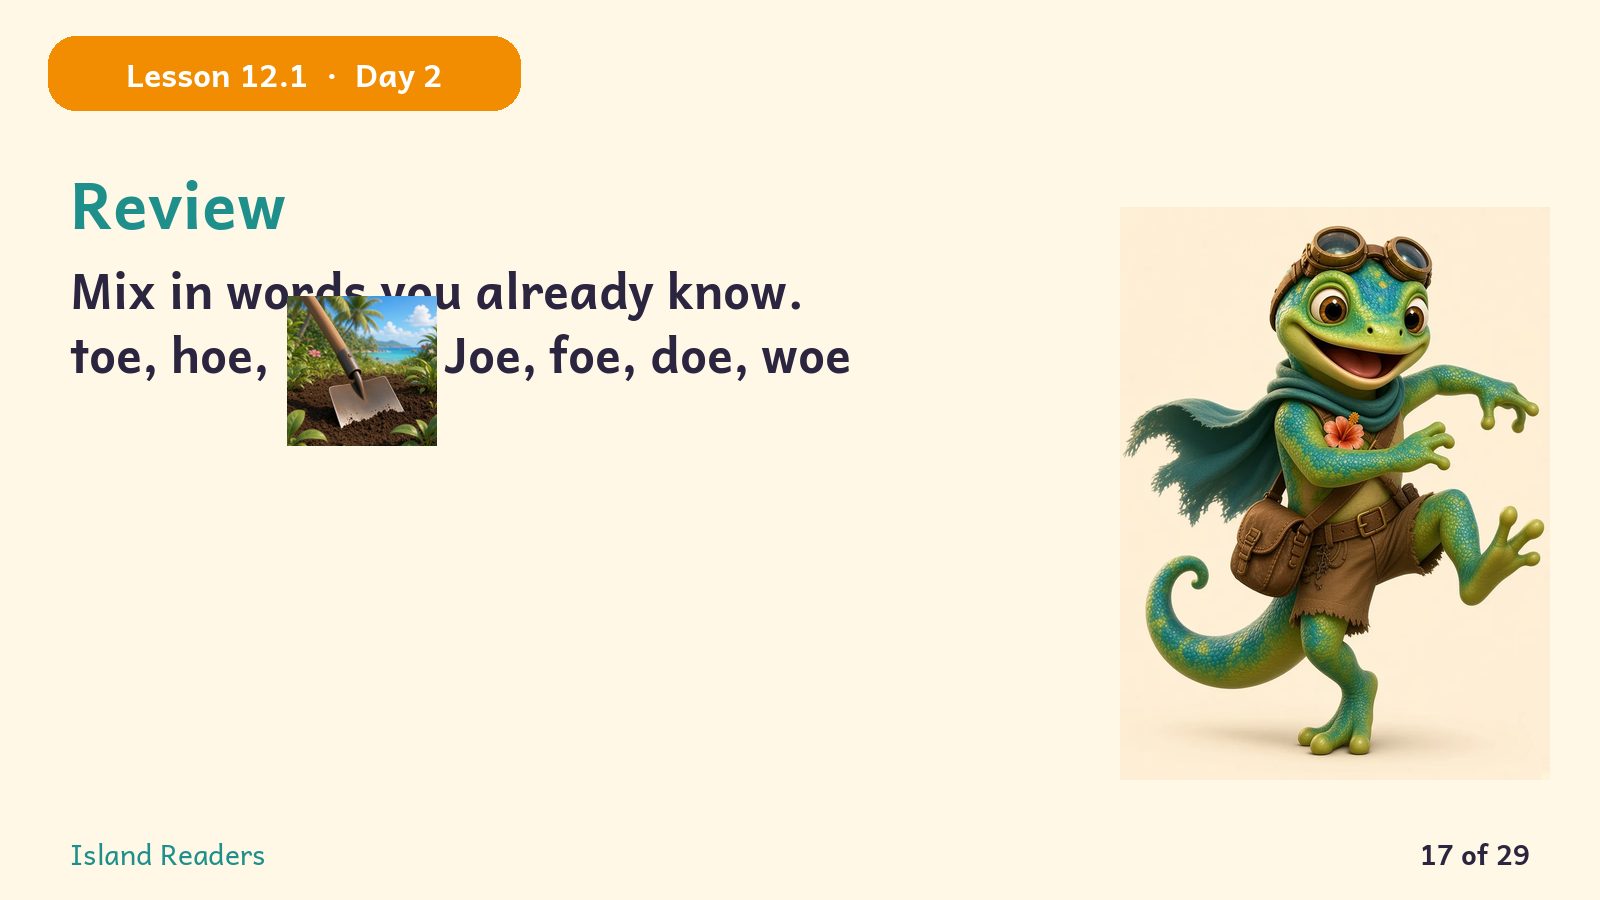 Lesson 12.1 · Day 2
Review
Mix in words you already know.
toe, hoe, Joe, foe, doe, woe
Island Readers
17 of 29